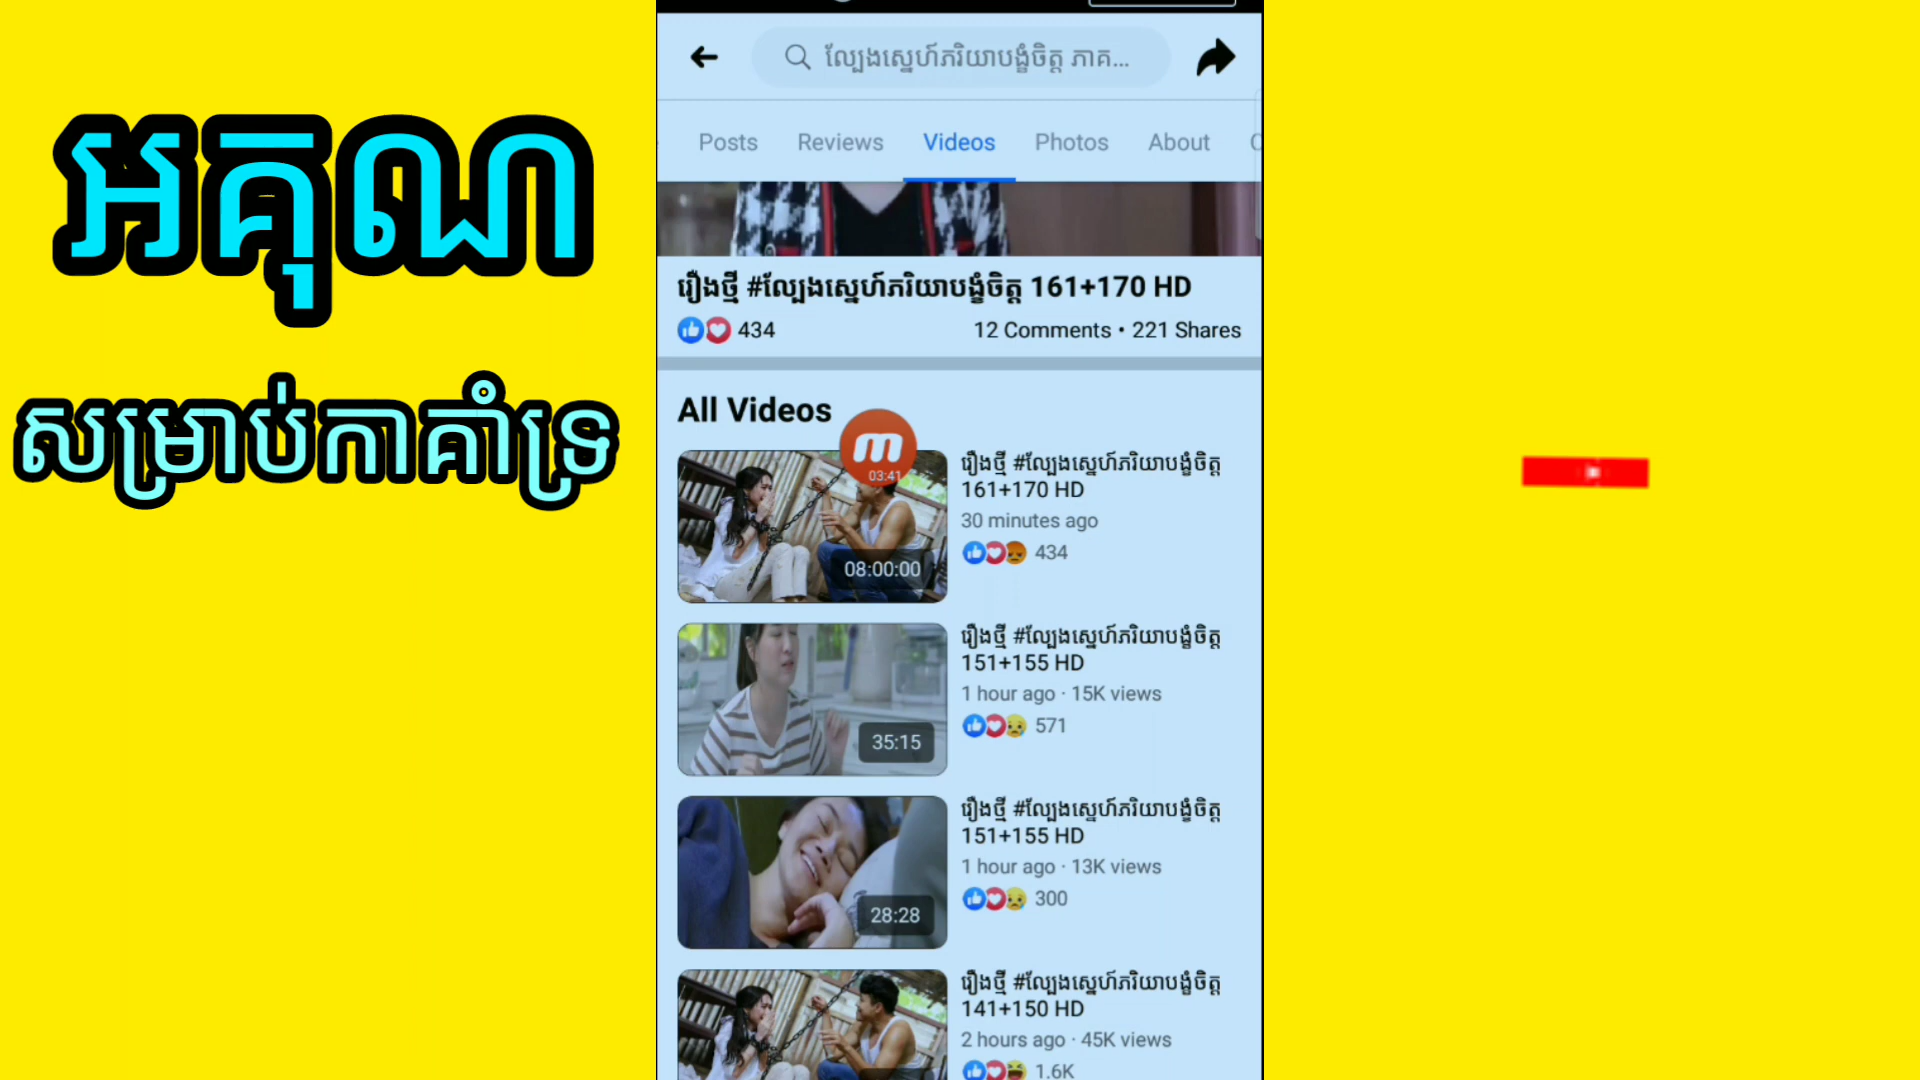 អគុណ
សម្រាប់កាគាំទ្រ
ល្បែងស្នេហ៍ភរិយាបង្ខំចិត្ត ភាគ...
Posts Reviews Videos Photos About
រឿងថ្មី #ល្បែងស្នេហ៍ភរិយាបង្ខំចិត្ត 161+170 HD
434 12 Comments • 221 Shares
All Videos
m
03:41
08:00:00
រឿងថ្មី #ល្បែងស្នេហ៍ភរិយាបង្ខំចិត្ត
161+170 HD
30 minutes ago
434
35:15
រឿងថ្មី #ល្បែងស្នេហ៍ភរិយាបង្ខំចិត្ត
151+155 HD
1 hour ago · 15K views
571
28:28
រឿងថ្មី #ល្បែងស្នេហ៍ភរិយាបង្ខំចិត្ត
151+155 HD
1 hour ago · 13K views
300
រឿងថ្មី #ល្បែងស្នេហ៍ភរិយាបង្ខំចិត្ត
141+150 HD
2 hours ago · 45K views
1.6K